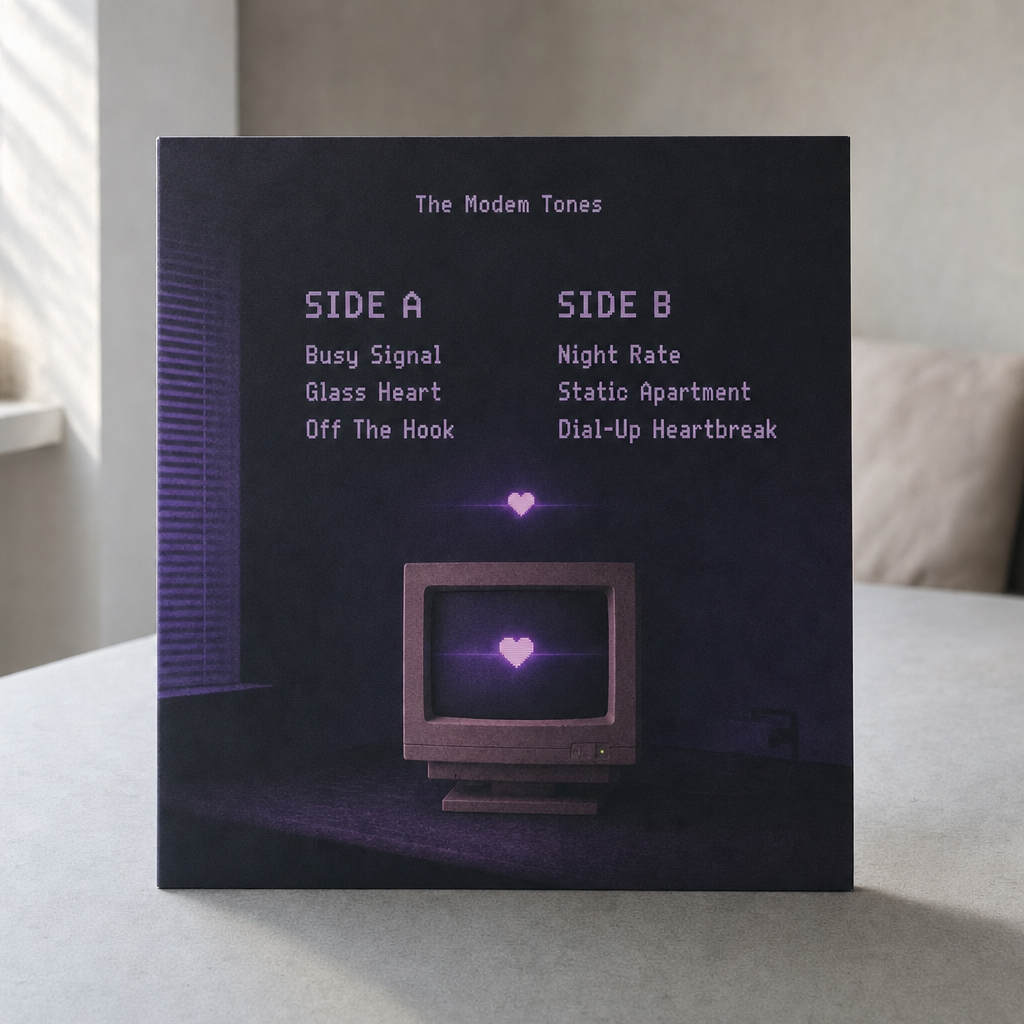 The Modem Tones
SIDE A
Busy Signal
Glass Heart
Off The Hook
SIDE B
Night Rate
Static Apartment
Dial-Up Heartbreak